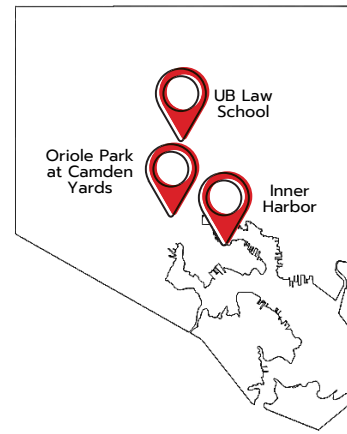 UB Law
School
Oriole Park
at Camden
Yards
Inner
Harbor